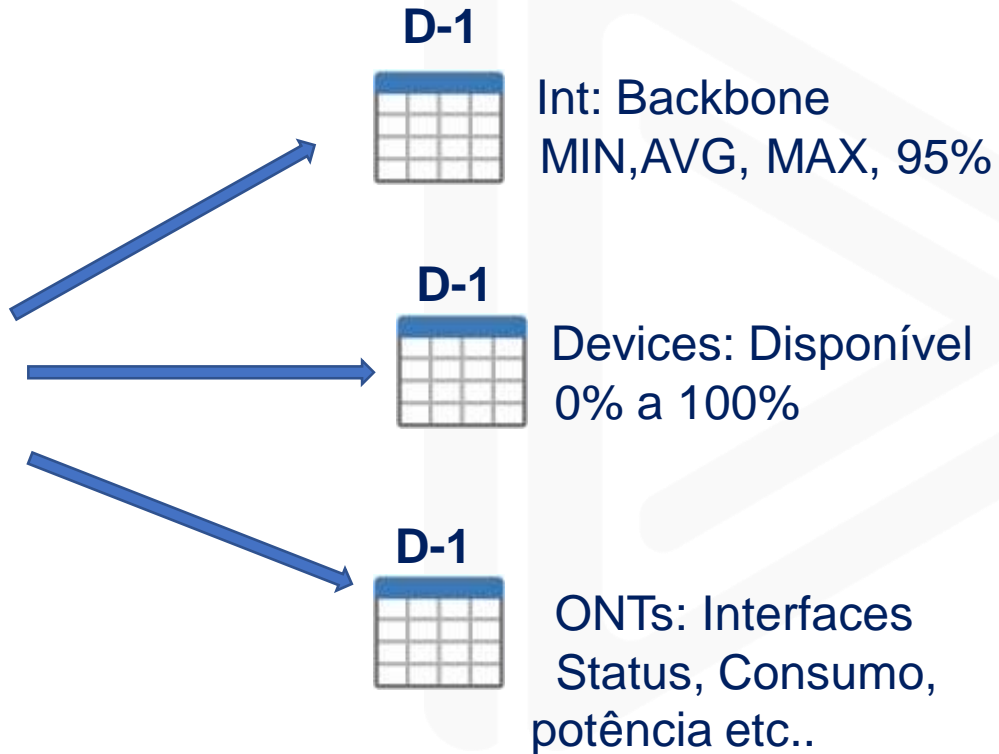 D-1
Int: Backbone
MIN,AVG, MAX, 95%
D-1
Devices: Disponível
0% a 100%
D-1
ONTs: Interfaces
Status, Consumo,
potência etc..